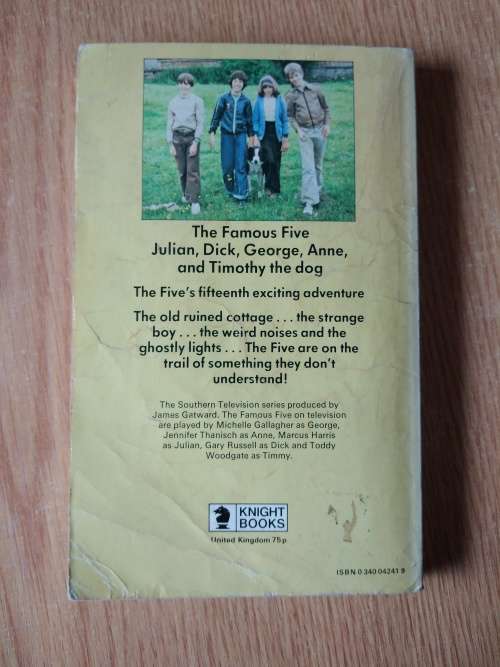 The Famous Five
Julian, Dick, George, Anne,
and Timothy the dog
The Five's fifteenth exciting adventure
The old ruined cottage . . . the strange
boy . . . the weird noises and the
ghostly lights . . . The Five are on the
trail of something they don't
understand!
The Southern Television series produced by
James Gatward. The Famous Five on television
are played by Michelle Gallagher as George,
Jennifer Thanisch as Anne, Marcus Harris
as Julian, Gary Russell as Dick and Toddy
Woodgate as Timmy.
KNIGHT
BOOKS
United Kingdom 75p
ISBN 0 340 04241 9